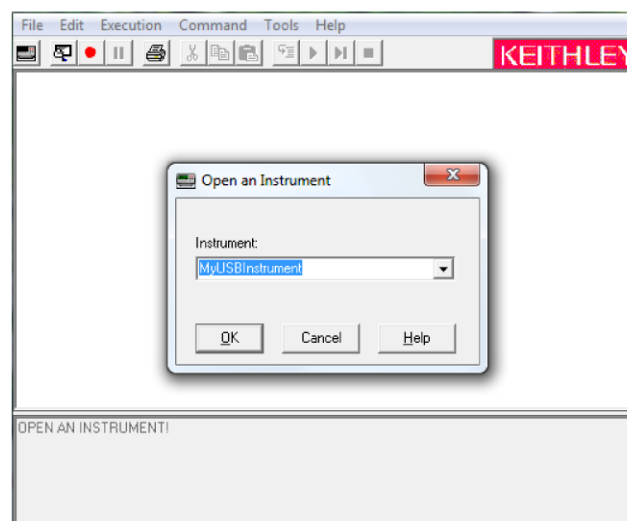 File Edit Execution Command Tools Help
KEITHLEY
Open an Instrument
Instrument:
MyUSBInstrument
OK Cancel Help
OPEN AN INSTRUMENT!